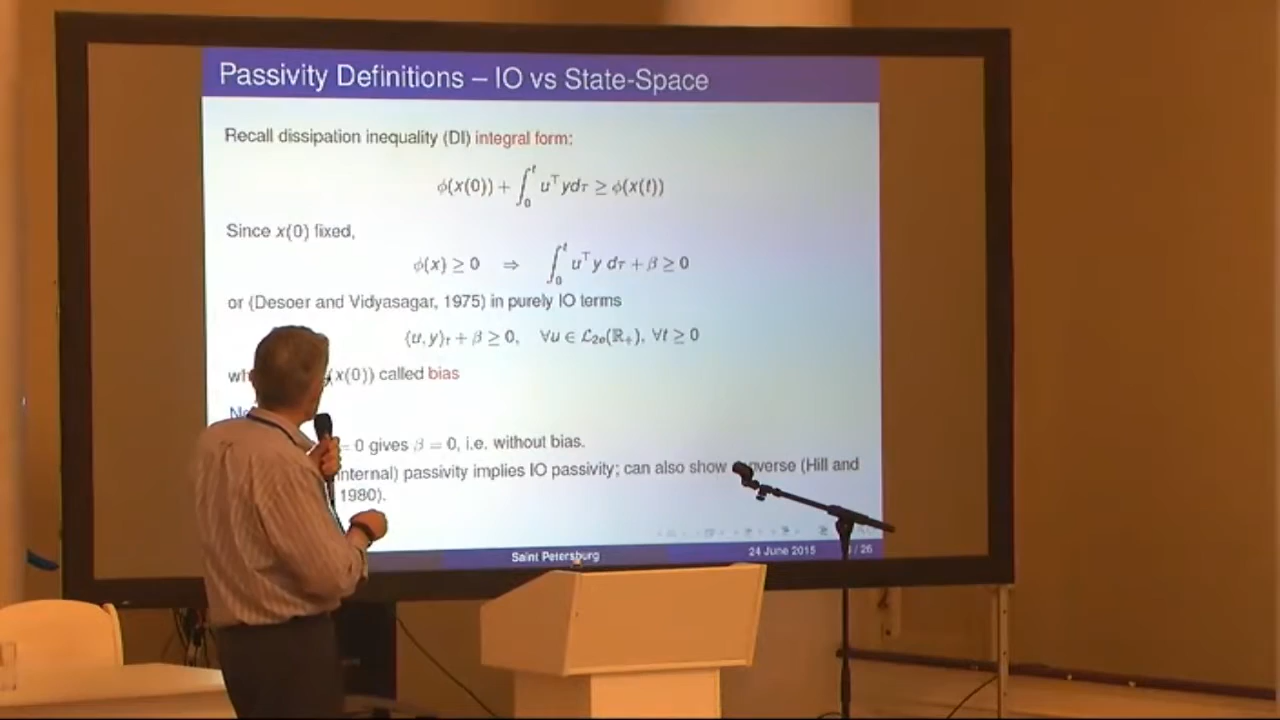 Passivity Definitions – IO vs State-Space
Recall dissipation inequality (DI) integral form:
ϕ(x(0)) + ∫₀ᵗ uᵀydτ ≥ ϕ(x(t))
Since x(0) fixed,
ϕ(x) ≥ 0 ⇒ ∫₀ᵗ uᵀy dτ + β ≥ 0
or (Desoer and Vidyasagar, 1975) in purely IO terms
⟨u, y⟩ₜ + β ≥ 0, ∀u ∈ ℒ₂ₑ(ℝ₊), ∀t ≥ 0
x(0)) called bias
= 0 gives β = 0, i.e. without bias.
internal) passivity implies IO passivity; can also show (Hill and
1980).
Saint Petersburg 24 June 2015 / 26